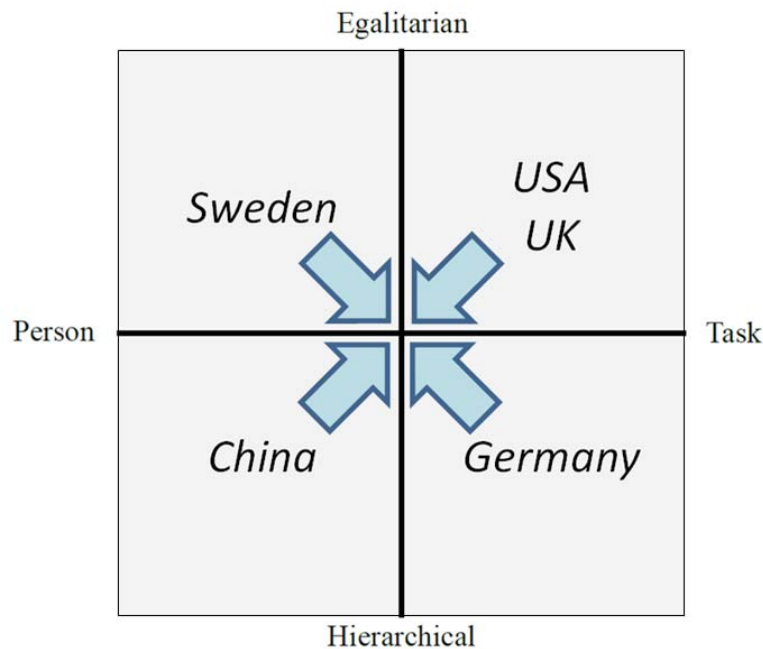 Egalitarian
USA
Sweden
UK
Person
Task
China
Germany
Hierarchical